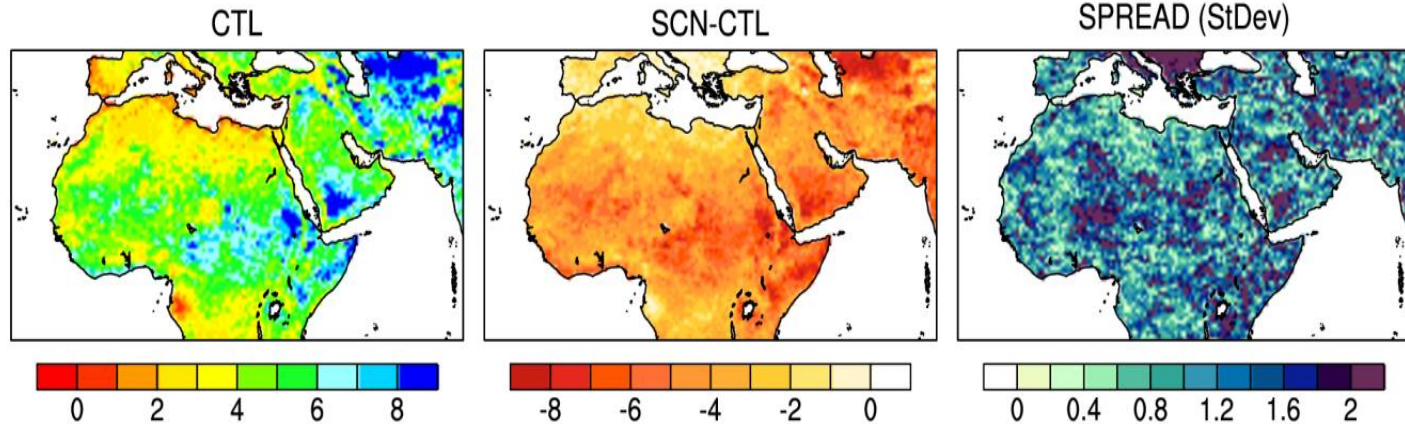 CTL
SCN-CTL
SPREAD (StDev)
0 2 4 6 8
-8 -6 -4 -2 0
0 0.4 0.8 1.2 1.6 2